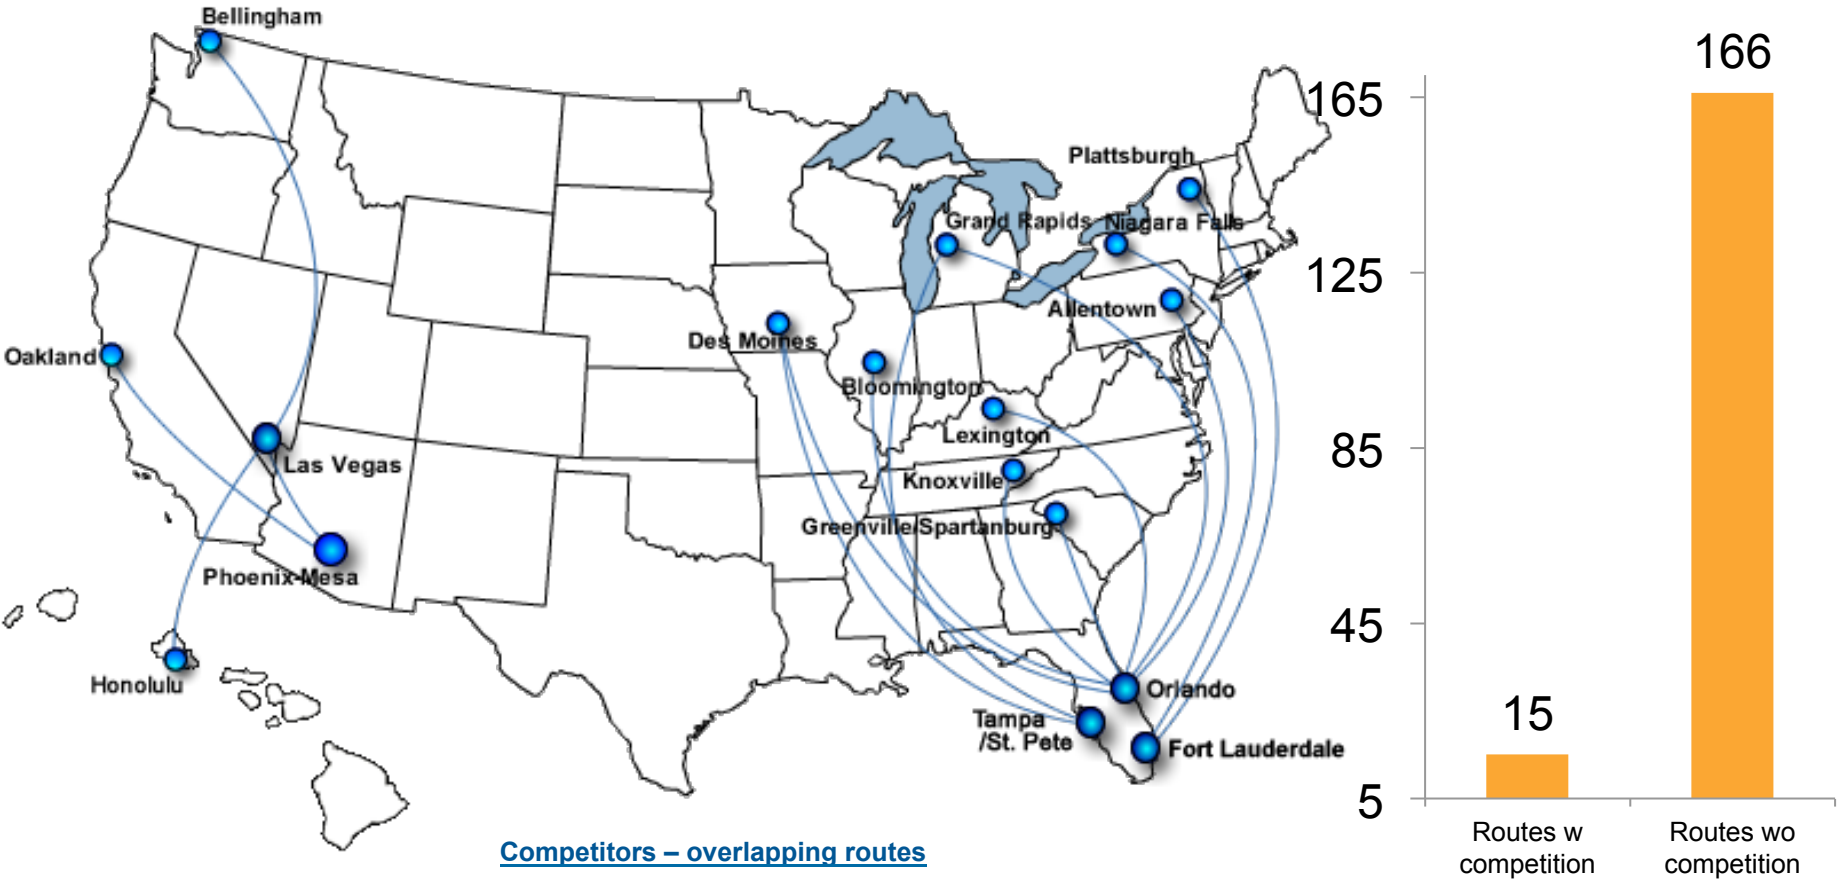 Bellingham
166
165
Plattsburgh
Grand Rapids
Niagara Falls
125
Allentown
Des Moines
Oakland
Bloomington
Lexington
85
Las Vegas
Knoxville
Greenville/Spartanburg
Phoenix-Mesa
45
Honolulu
Orlando
15
Tampa
/St. Pete
Fort Lauderdale
5
Competitors – overlapping routes
Routes w
competition
Routes wo
competition